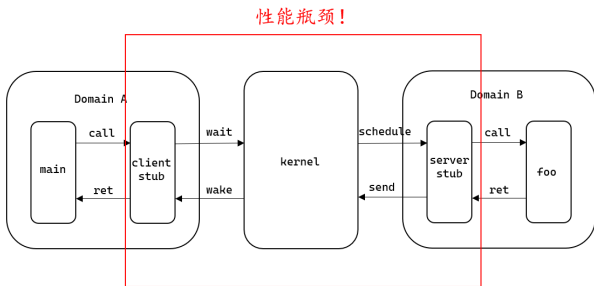 性能瓶颈!
Domain A
Domain B
call
wait
schedule
call
main
client
stub
kernel
server
stub
foo
ret
wake
send
ret